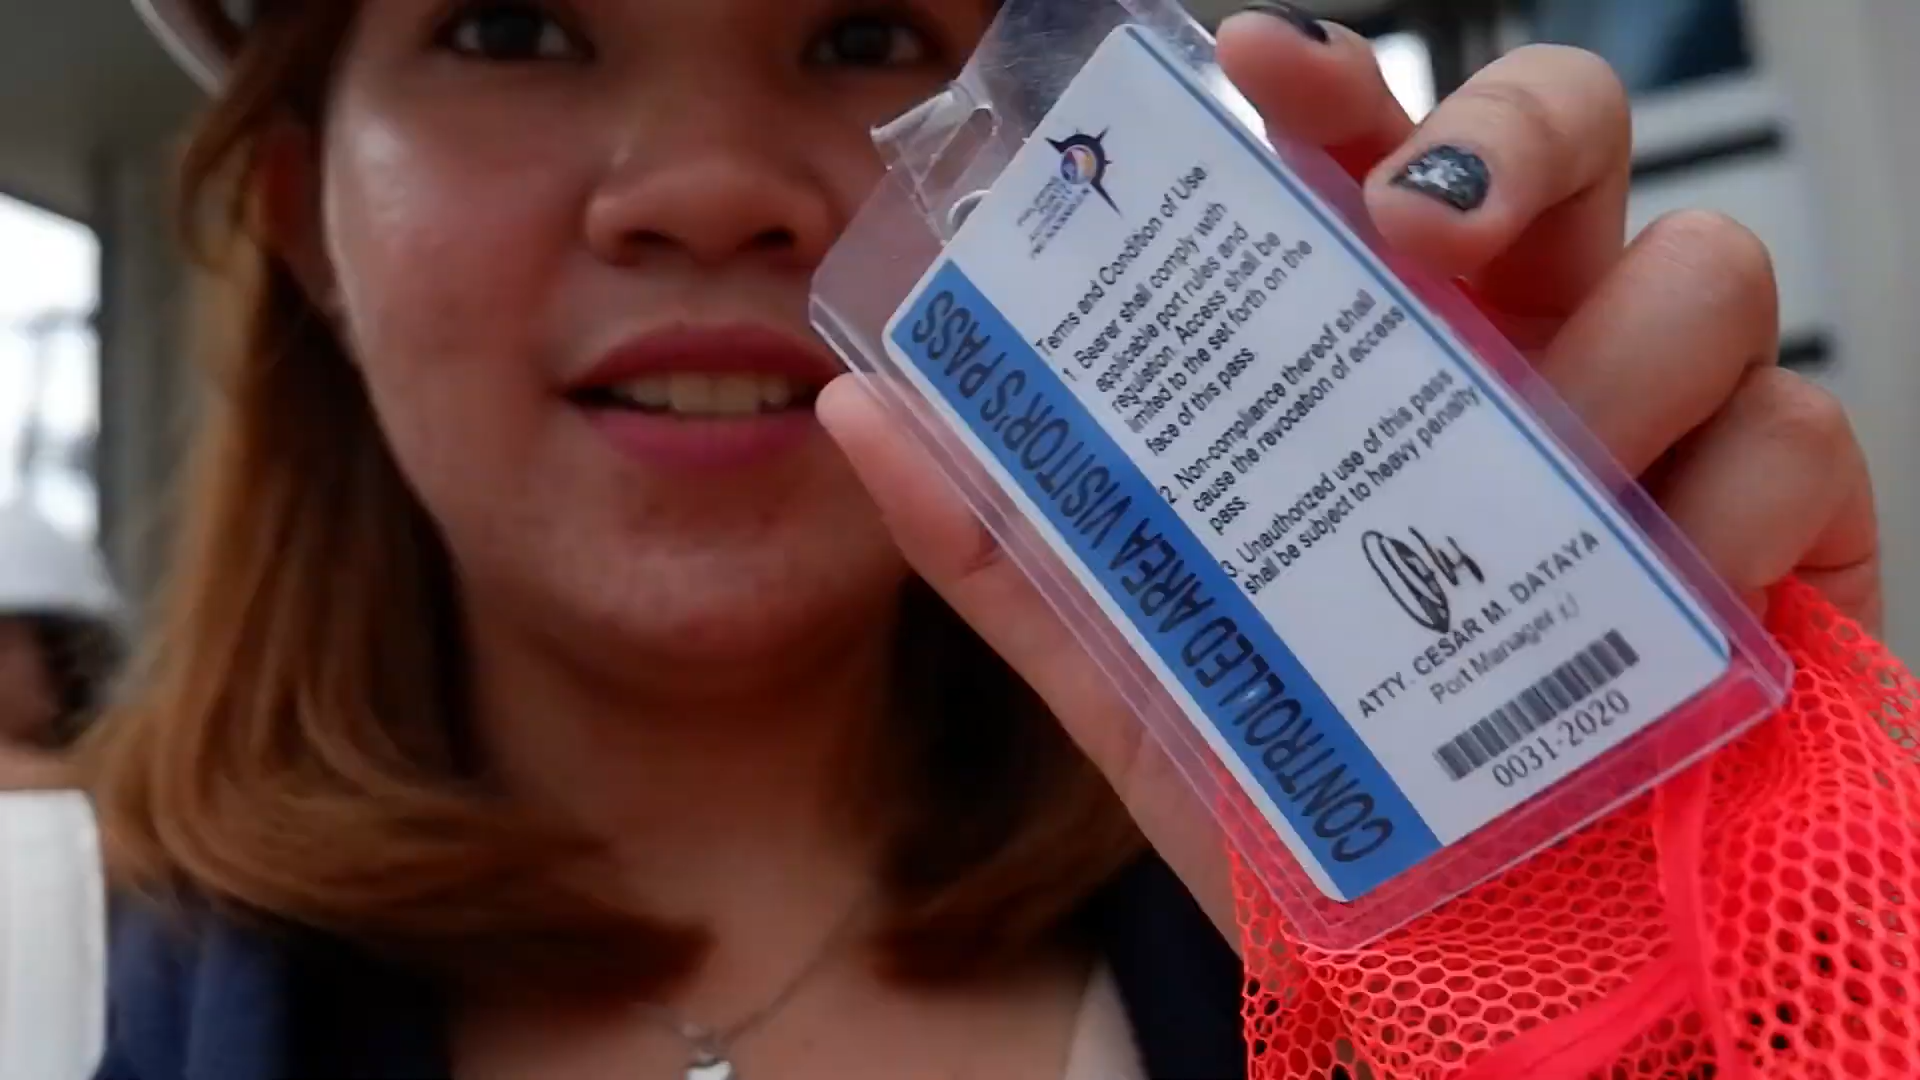 Terms and Condition of Use:
1. Bearer shall comply with
applicable port rules and
regulation. Access shall be
limited to the set forth on the
face of this pass.
2. Non-compliance thereof shall
cause the revocation of access
pass.
3. Unauthorized use of this pass
shall be subject to heavy penalty
ATTY. CESAR M. DATAYA
Port Manager
0031-2020
CONTROLLED AREA VISITOR'S PASS